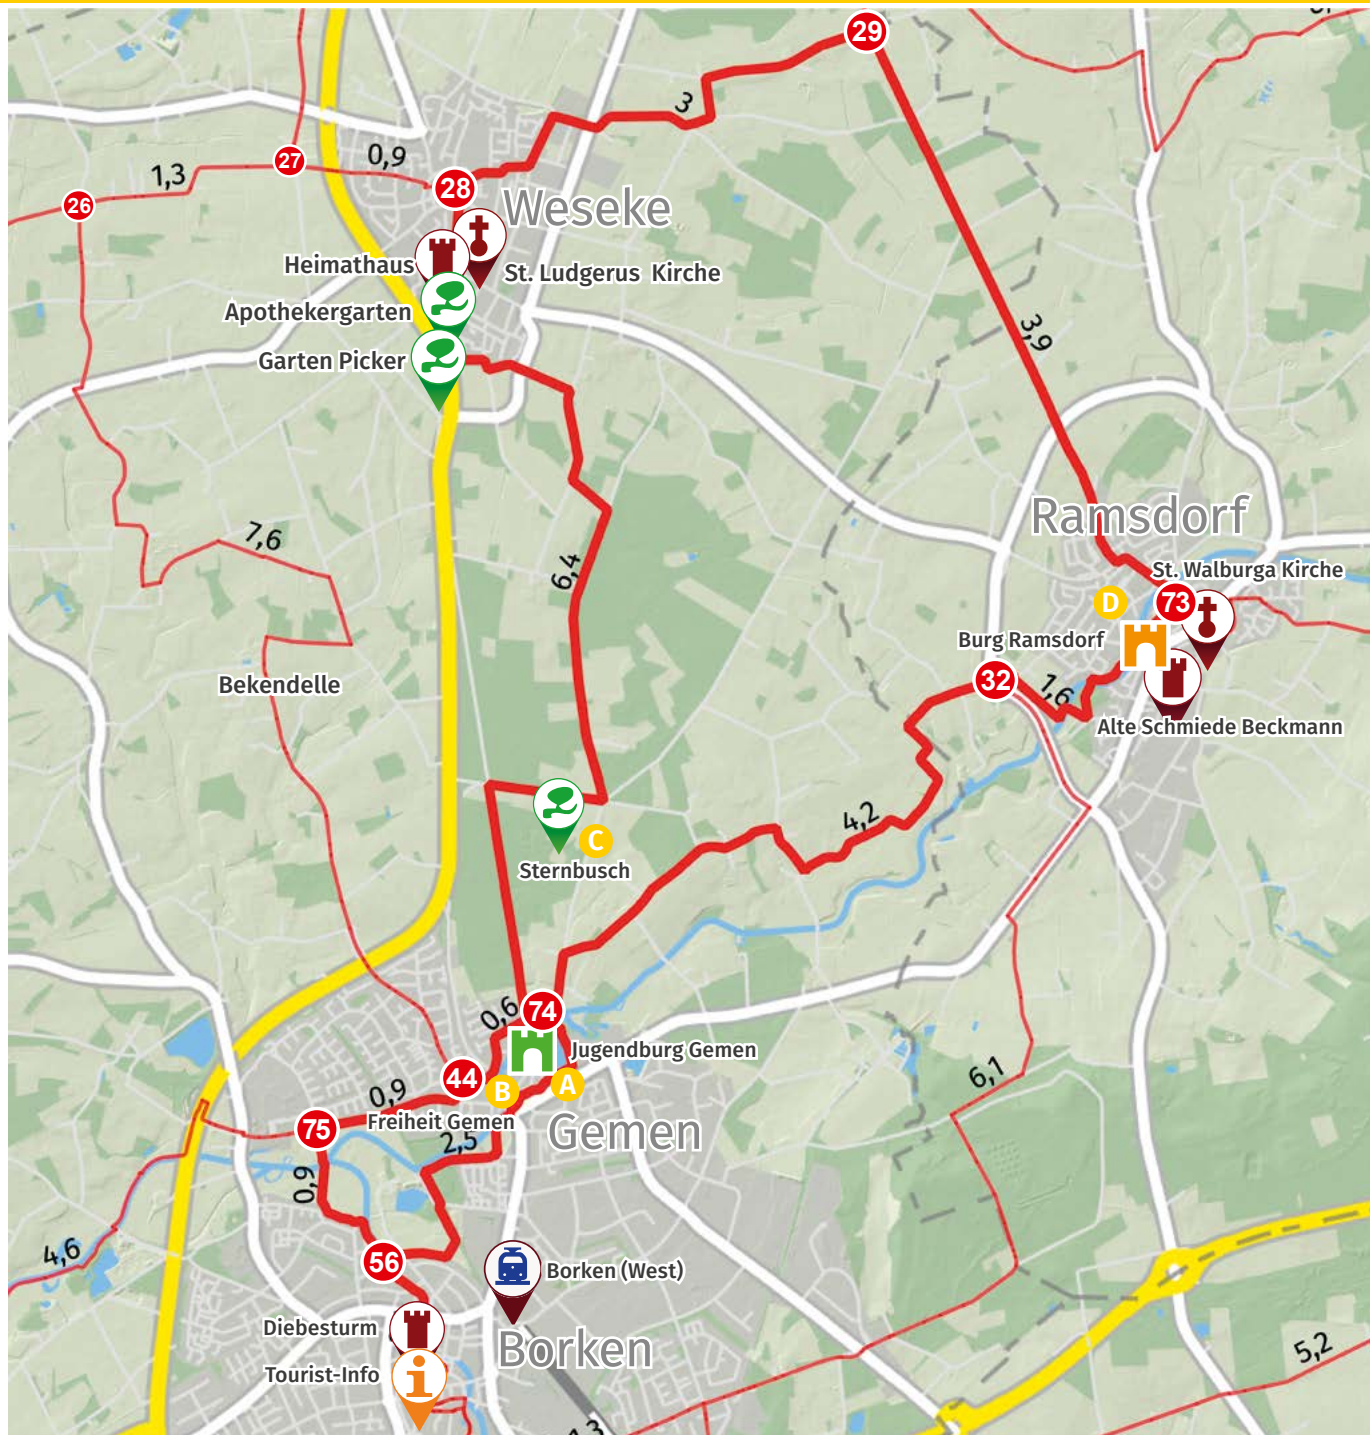 29
3
27
0,9
1,3
28
26
Weseke
Heimathaus
St. Ludgerus Kirche
Apothekergarten
3,9
Garten Picker
Ramsdorf
7,6
6,4
St. Walburga Kirche
D
73
Burg Ramsdorf
32
1,6
Bekendelle
Alte Schmiede Beckmann
4,2
C
Sternbusch
0,6
74
Jugendburg Gemen
6,1
44
B
A
0,9
Freiheit Gemen
75
Gemen
2,5
0,9
4,6
56
Borken (West)
Diebesturm
Borken
5,2
Tourist-Info
i